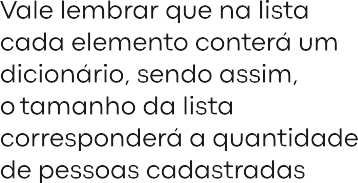 Vale lembrar que na lista
cada elemento conterá um
dicionário, sendo assim,
o tamanho da lista
corresponderá a quantidade
de pessoas cadastradas